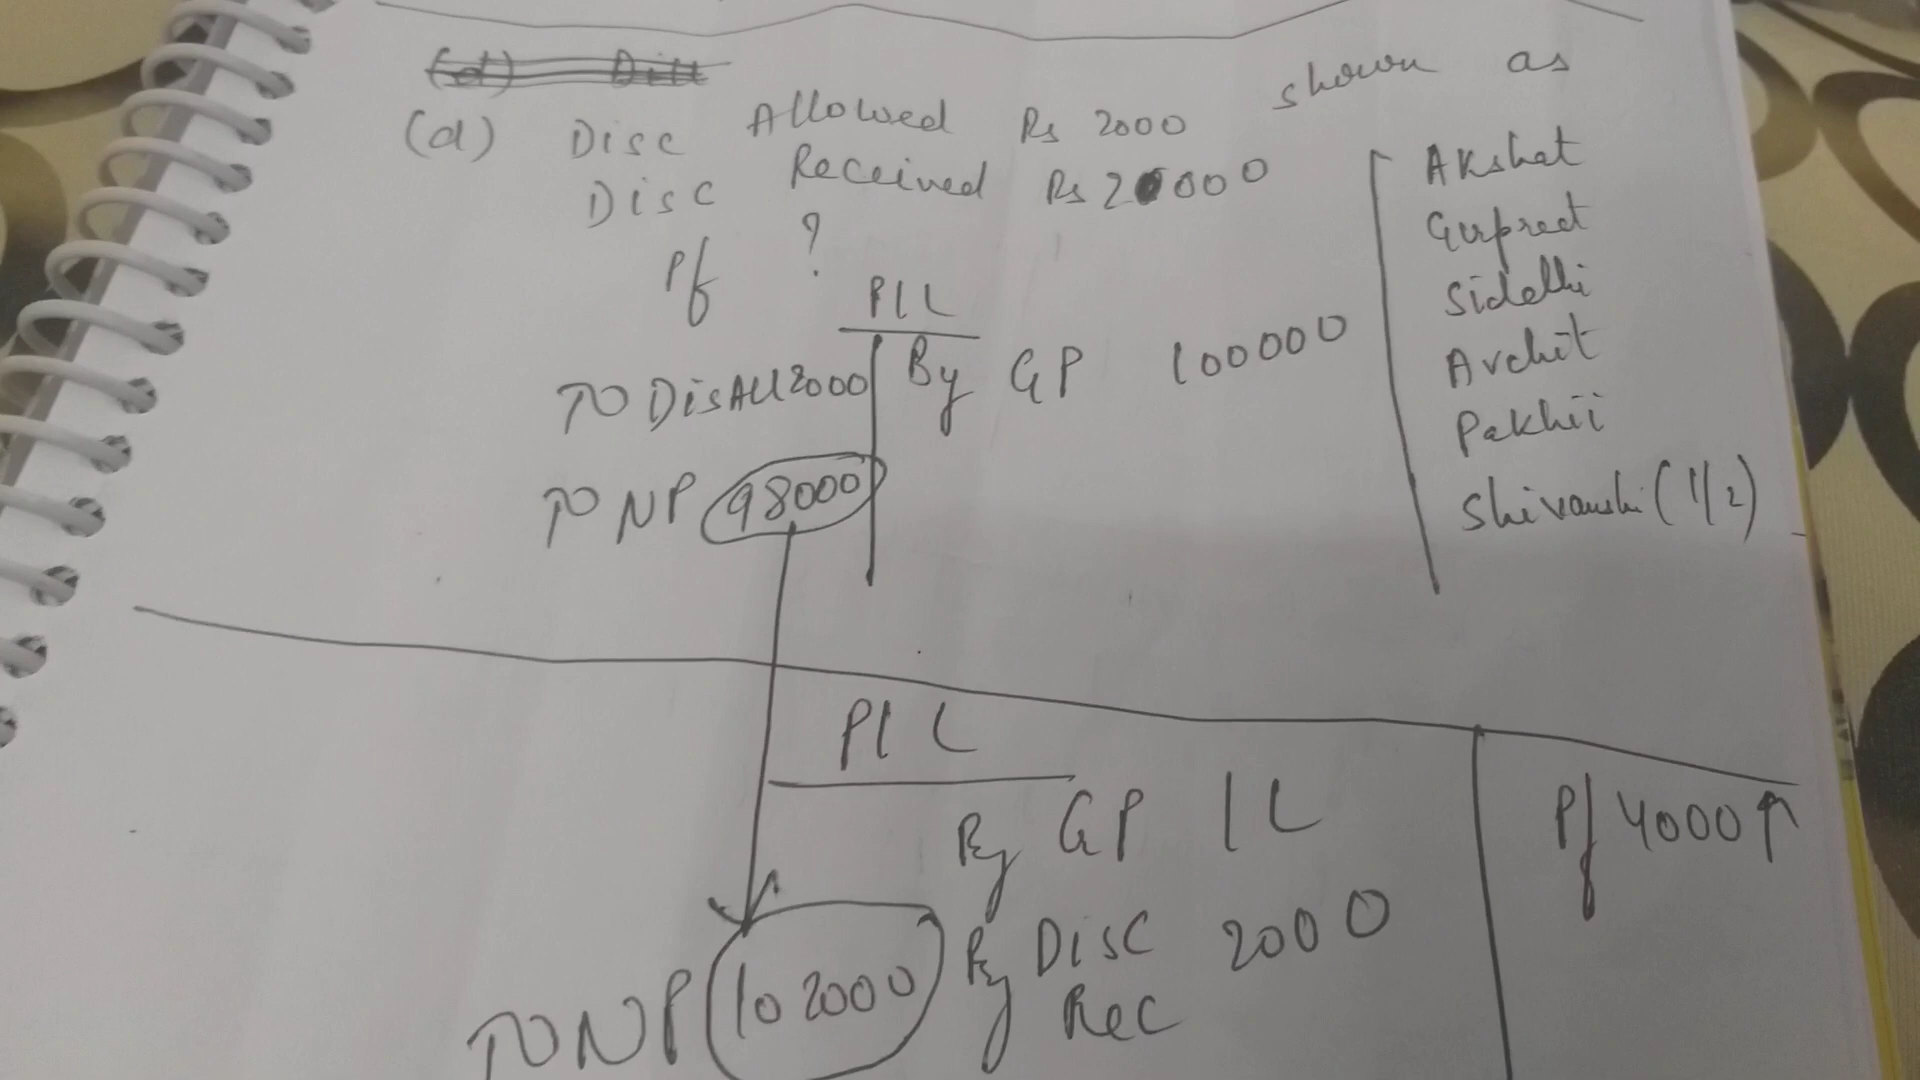 (d) Disc Allowed Rs 2000 shown as
Disc Received Rs 2000
Pf ?
P/L
TO DisAll 2000 By GP 100000
TO NP 98000
Akshat
Gurpreet
Siddhi
Archit
Pakhii
Shivanshi (1/2)
P/L
By GP 1L
TO NP 102000 By Disc 2000
Rec
Pf 4000↑